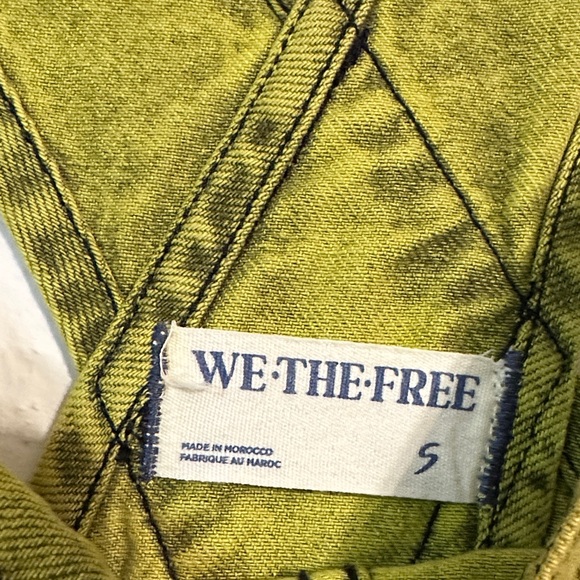 WE·THE·FREE
MADE IN MOROCCO
FABRIQUE AU MAROC
S